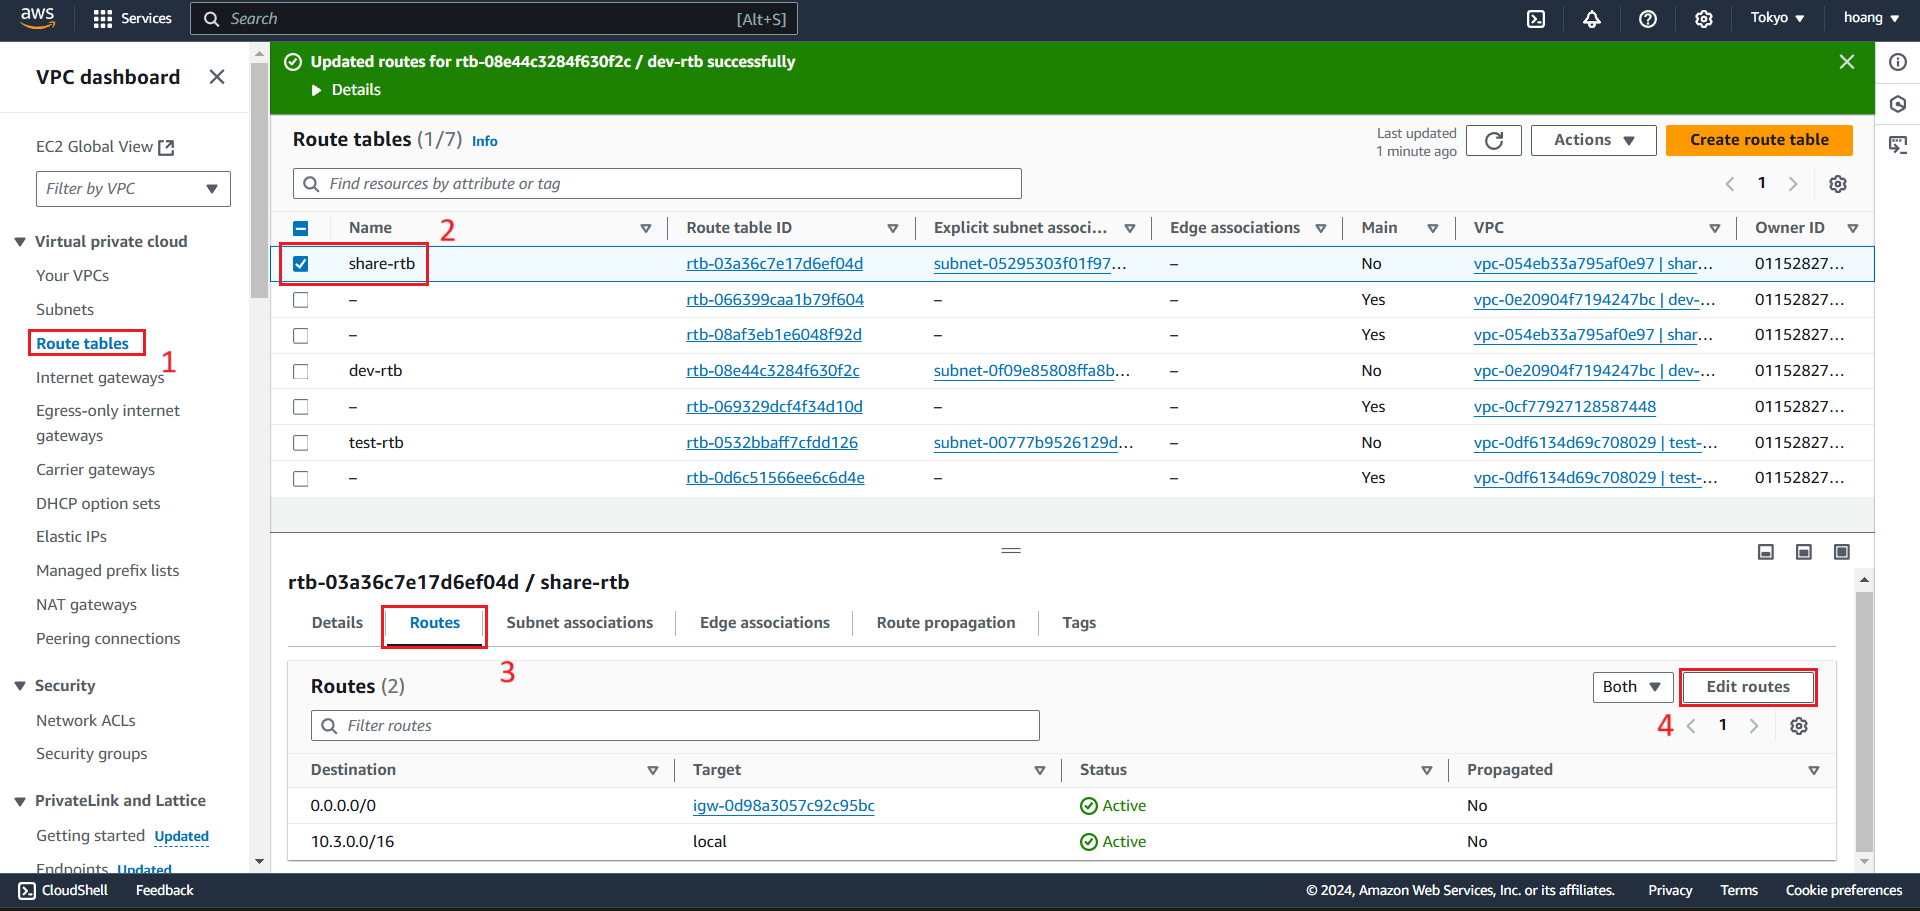 aws
Services
Search
[Alt+S]
Tokyo
hoang
VPC dashboard
EC2 Global View
Filter by VPC
Virtual private cloud
Your VPCs
Subnets
Route tables
1
Internet gateways
Egress-only internet
gateways
Carrier gateways
DHCP option sets
Elastic IPs
Managed prefix lists
NAT gateways
Peering connections
Security
Network ACLs
Security groups
PrivateLink and Lattice
Getting started Updated
Endpoints Updated
Updated routes for rtb-08e44c3284f630f2c / dev-rtb successfully
Details
Route tables (1/7) Info
Last updated
1 minute ago
Actions
Create route table
Find resources by attribute or tag
1
Name 2 Route table ID Explicit subnet associ... Edge associations Main VPC Owner ID
share-rtb rtb-03a36c7e17d6ef04d subnet-05295303f01f97... – No vpc-054eb33a795af0e97 | shar... 01152827...
– rtb-066399caa1b79f604 – – Yes vpc-0e20904f7194247bc | dev-... 01152827...
– rtb-08af3eb1e6048f92d – – Yes vpc-054eb33a795af0e97 | shar... 01152827...
dev-rtb rtb-08e44c3284f630f2c subnet-0f09e85808ffa8b... – No vpc-0e20904f7194247bc | dev-... 01152827...
– rtb-069329dcf4f34d10d – – Yes vpc-0cf77927128587448 01152827...
test-rtb rtb-0532bbaff7cfdd126 subnet-00777b9526129d... – No vpc-0df6134d69c708029 | test-... 01152827...
– rtb-0d6c51566ee6c6d4e – – Yes vpc-0df6134d69c708029 | test-... 01152827...
rtb-03a36c7e17d6ef04d / share-rtb
Details Routes Subnet associations Edge associations Route propagation Tags
3
Routes (2)
Both
Edit routes
Filter routes
4
1
Destination Target Status Propagated
0.0.0.0/0 igw-0d98a3057c92c95bc Active No
10.3.0.0/16 local Active No
CloudShell Feedback
© 2024, Amazon Web Services, Inc. or its affiliates. Privacy Terms Cookie preferences